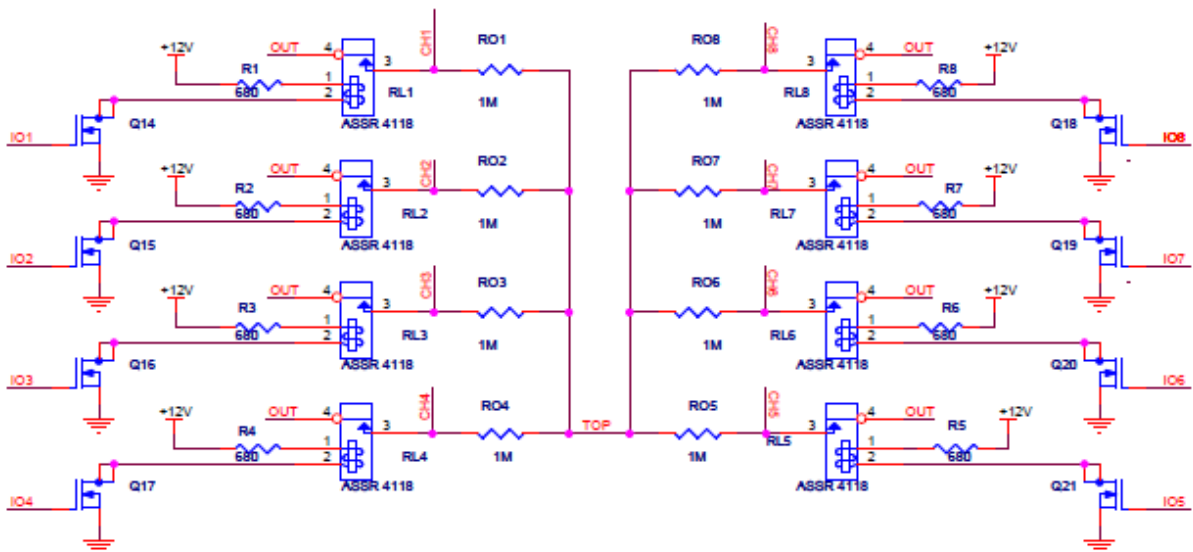 CH1 RO1 RO8 CH8
+12V OUT 4 4 OUT +12V
R1 3 3 R8
680 1 RL1 1M 1M RL8 1 680
2 ASSR 4118 ASSR 4118 2
IO1 Q14 Q18 IO8
CH2 RO2 RO7 CH7
+12V OUT 4 4 OUT +12V
R2 3 3 R7
680 1 RL2 1M 1M RL7 1 680
2 ASSR 4118 ASSR 4118 2
IO2 Q15 Q19 IO7
CH3 RO3 RO6 CH6
+12V OUT 4 4 OUT +12V
R3 3 3 R6
680 1 RL3 1M 1M RL6 1 680
2 ASSR 4118 ASSR 4118 2
IO3 Q16 Q20 IO6
CH4 RO4 TOP RO5 CH5
+12V OUT 4 4 OUT +12V
R4 3 3 R5
680 1 RL4 1M 1M RL5 1 680
2 ASSR 4118 ASSR 4118 2
IO4 Q17 Q21 IO5